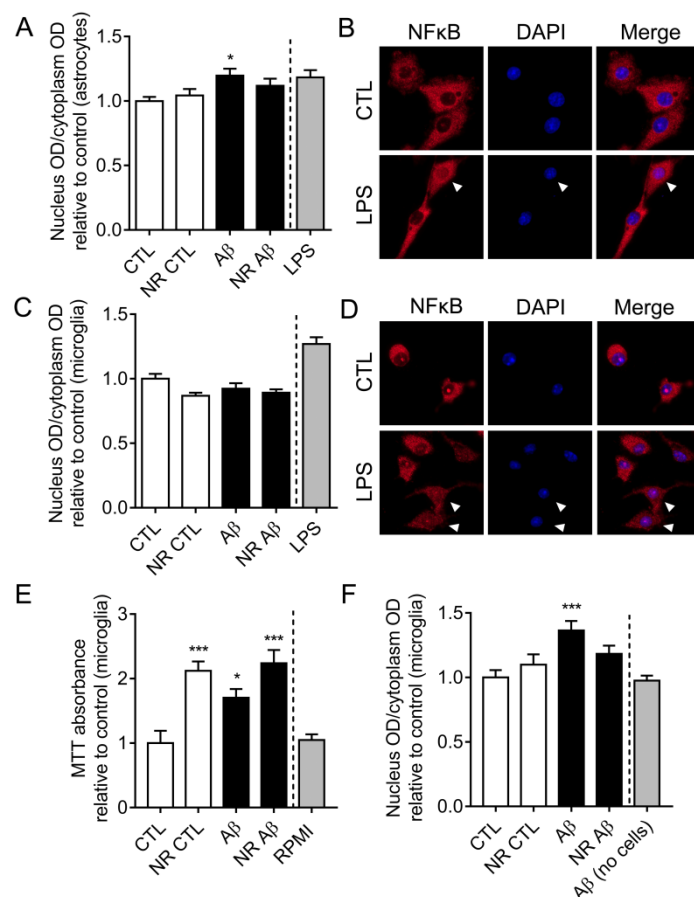 A
Nucleus OD/cytoplasm OD
relative to control (astrocytes)
1.5
1.0
0.5
0.0
*
CTL
NR CTL
Aβ
NR Aβ
LPS
B
NFκB
DAPI
Merge
CTL
LPS
C
Nucleus OD/cytoplasm OD
relative to control (microglia)
1.5
1.0
0.5
0.0
CTL
NR CTL
Aβ
NR Aβ
LPS
D
NFκB
DAPI
Merge
CTL
LPS
E
MTT absorbance
relative to control (microglia)
3
2
1
0
***
*
***
CTL
NR CTL
Aβ
NR Aβ
RPMI
F
Nucleus OD/cytoplasm OD
relative to control (microglia)
1.5
1.0
0.5
0.0
***
CTL
NR CTL
Aβ
NR Aβ
Aβ (no cells)